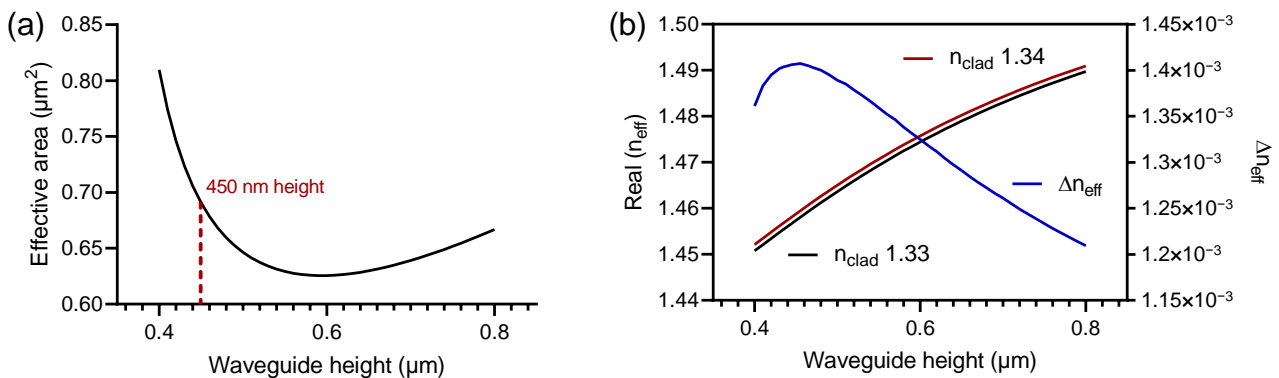 (a)
0.85
0.80
0.75
0.70
0.65
0.60
Effective area (µm²)
450 nm height
0.4
0.6
0.8
Waveguide height (µm)
(b)
1.50
1.49
1.48
1.47
1.46
1.45
1.44
Real (n_eff)
n_clad 1.34
n_clad 1.33
Δn_eff
1.45×10⁻³
1.40×10⁻³
1.35×10⁻³
1.30×10⁻³
1.25×10⁻³
1.20×10⁻³
1.15×10⁻³
Δn_eff
0.4
0.6
0.8
Waveguide height (µm)